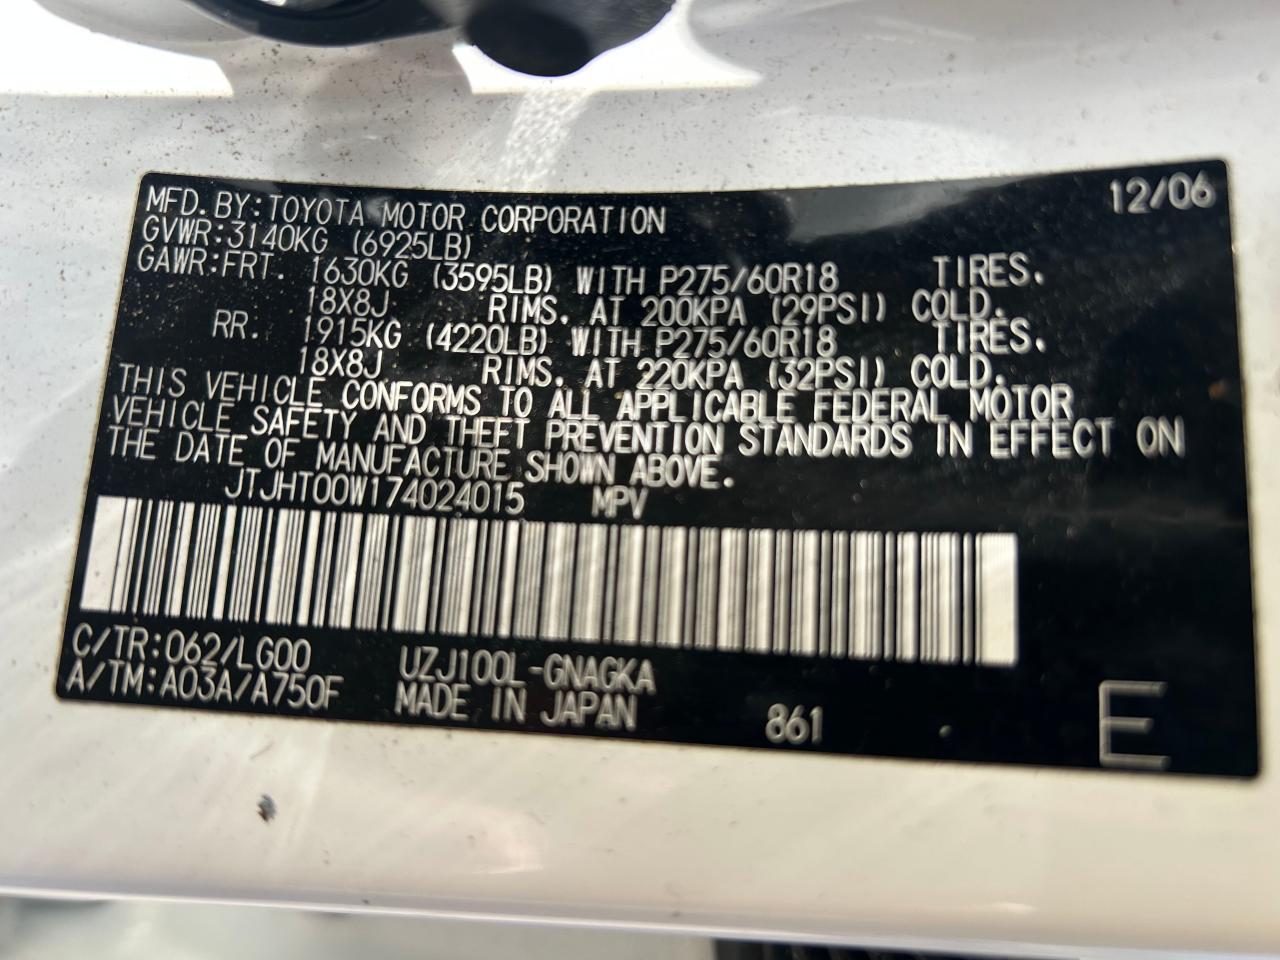 12/06
MFD. BY: TOYOTA MOTOR CORPORATION
GVWR: 3140KG (6925LB)
GAWR: FRT. 1630KG (3595LB) WITH P275/60R18 TIRES.
18X8J RIMS. AT 200KPA (29PSI) COLD.
RR. 1915KG (4220LB) WITH P275/60R18 TIRES.
18X8J RIMS. AT 220KPA (32PSI) COLD.
THIS VEHICLE CONFORMS TO ALL APPLICABLE FEDERAL MOTOR
VEHICLE SAFETY AND THEFT PREVENTION STANDARDS IN EFFECT ON
THE DATE OF MANUFACTURE SHOWN ABOVE.
JTJHT00W174024015 MPV
C/TR: 062/LG00 UZJ100L-GNAGKA
A/TM: A03A/A750F MADE IN JAPAN 861 E